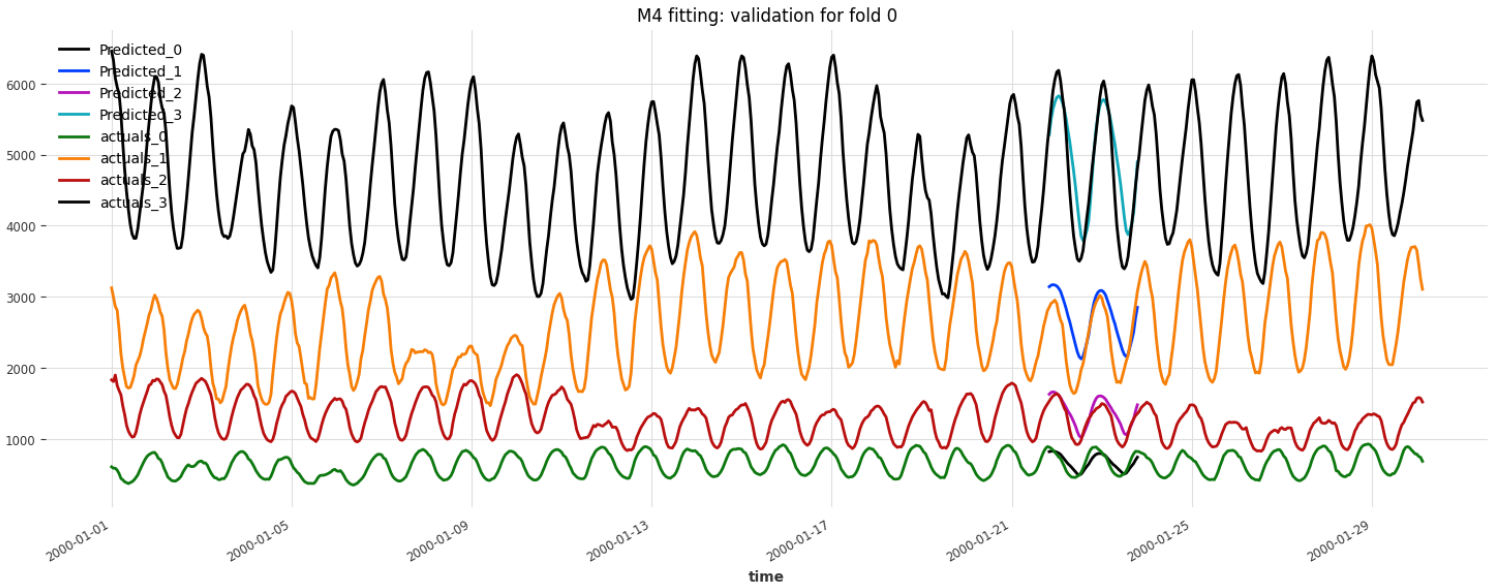 M4 fitting: validation for fold 0
Predicted_0
Predicted_1
Predicted_2
Predicted_3
actuals_0
actuals_1
actuals_2
actuals_3
6000
5000
4000
3000
2000
1000
2000-01-01
2000-01-05
2000-01-09
2000-01-13
2000-01-17
2000-01-21
2000-01-25
2000-01-29
time